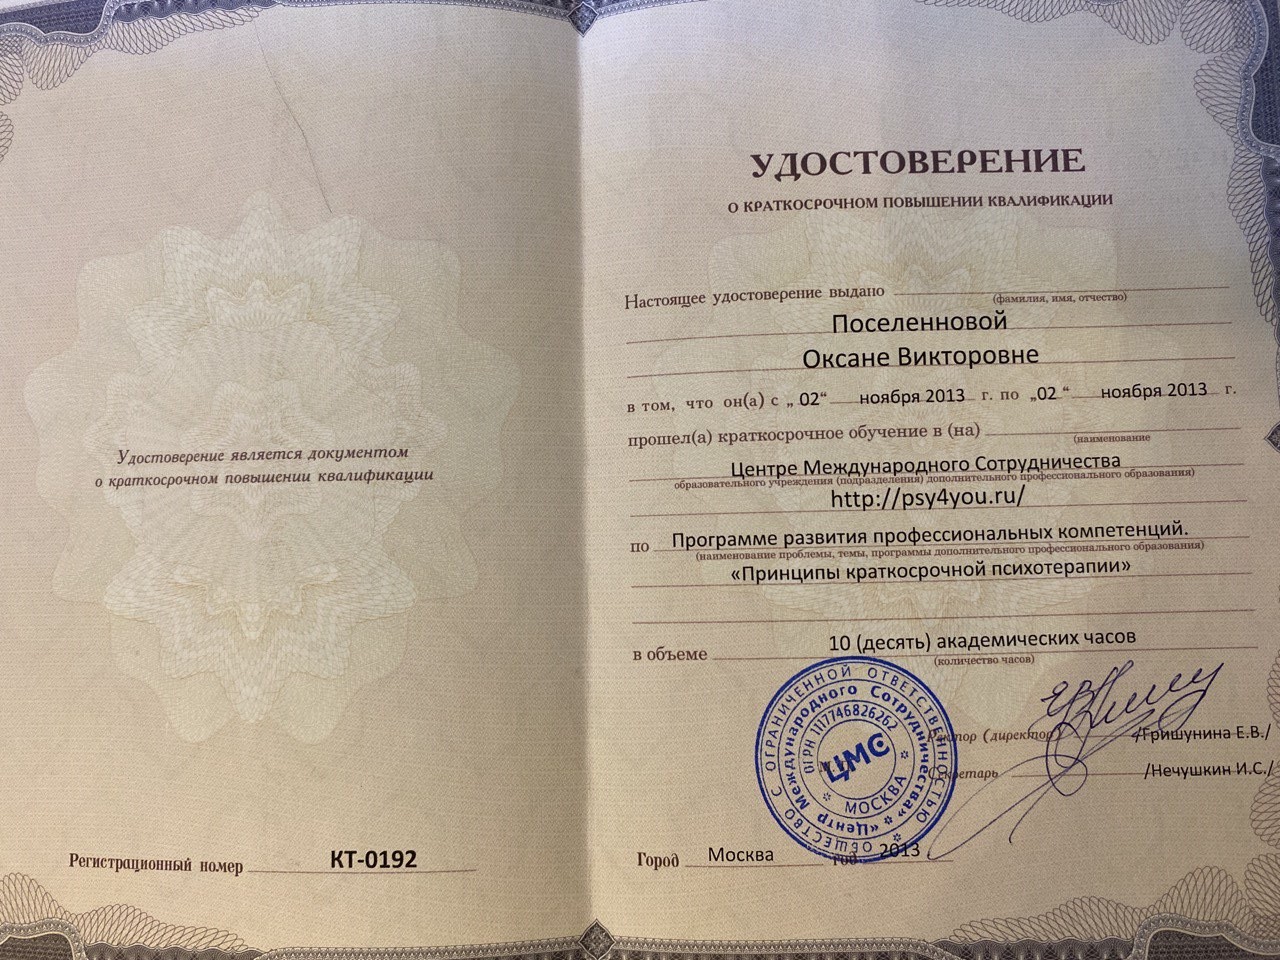 Удостоверение является документом
о краткосрочном повышении квалификации
Регистрационный номер КТ-0192
УДОСТОВЕРЕНИЕ
О КРАТКОСРОЧНОМ ПОВЫШЕНИИ КВАЛИФИКАЦИИ
Настоящее удостоверение выдано
(фамилия, имя, отчество)
Поселенновой
Оксане Викторовне
в том, что он(а) с „ 02“ ноября 2013 г. по „02 “ ноября 2013 г.
прошел(а) краткосрочное обучение в (на)
(наименование
Центре Международного Сотрудничества
образовательного учреждения (подразделения) дополнительного профессионального образования)
http://psy4you.ru/
по Программе развития профессиональных компетенций.
(наименование проблемы, темы, программы дополнительного профессионального образования)
«Принципы краткосрочной психотерапии»
в объеме 10 (десять) академических часов
(количество часов)
ОБЩЕСТВО С ОГРАНИЧЕННОЙ ОТВЕТСТВЕННОСТЬЮ
«Центр Международного Сотрудничества»
ОГРН 1117746826262
ЦМС
МОСКВА
Ректор (директор) /Гришунина Е.В./
Секретарь /Нечушкин И.С./
Город Москва год 2013